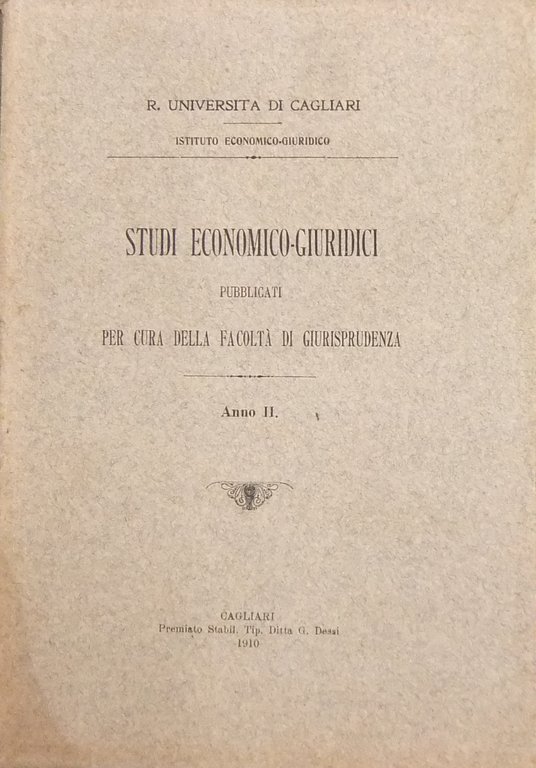 R. UNIVERSITA DI CAGLIARI
ISTITUTO ECONOMICO-GIURIDICO
STUDI ECONOMICO-GIURIDICI
PUBBLICATI
PER CURA DELLA FACOLTÀ DI GIURISPRUDENZA
Anno II.
CAGLIARI
Premiato Stabil. Tip. Ditta G. Dessi
1910